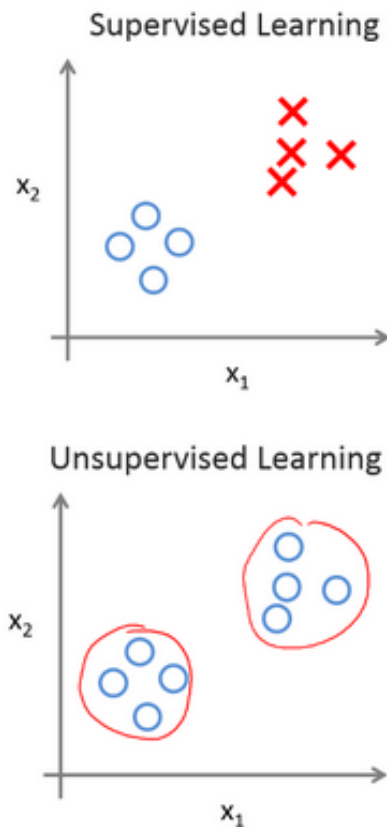 Supervised Learning
x₂
x₁
Unsupervised Learning
x₂
x₁